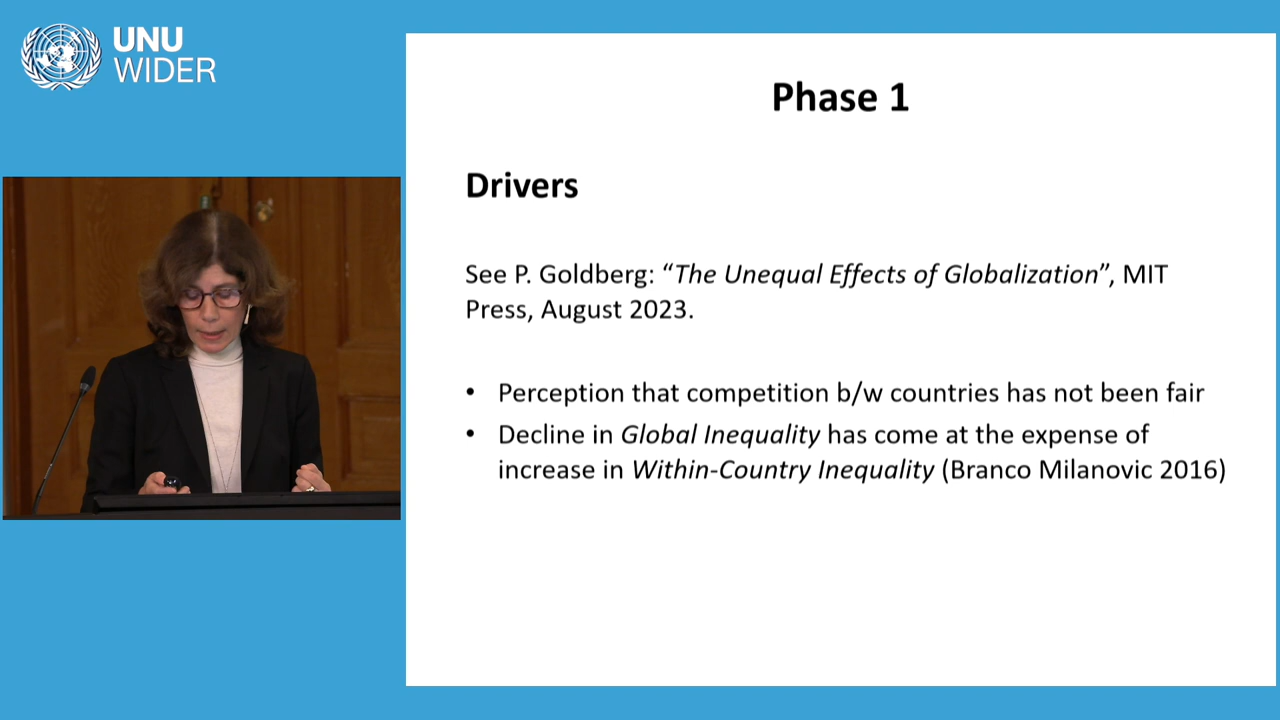 UNU
WIDER
Phase 1
Drivers
See P. Goldberg: “The Unequal Effects of Globalization”, MIT
Press, August 2023.
• Perception that competition b/w countries has not been fair
• Decline in Global Inequality has come at the expense of
increase in Within-Country Inequality (Branco Milanovic 2016)